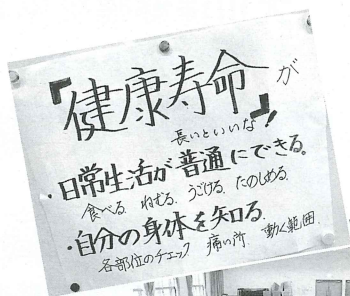 『健康寿命』が
長いといいな!
・日常生活が普通にできる。
食べる。ねむる。うごける。たのしめる。
・自分の身体を知る。
各部位のチェック 痛い所 動く範囲